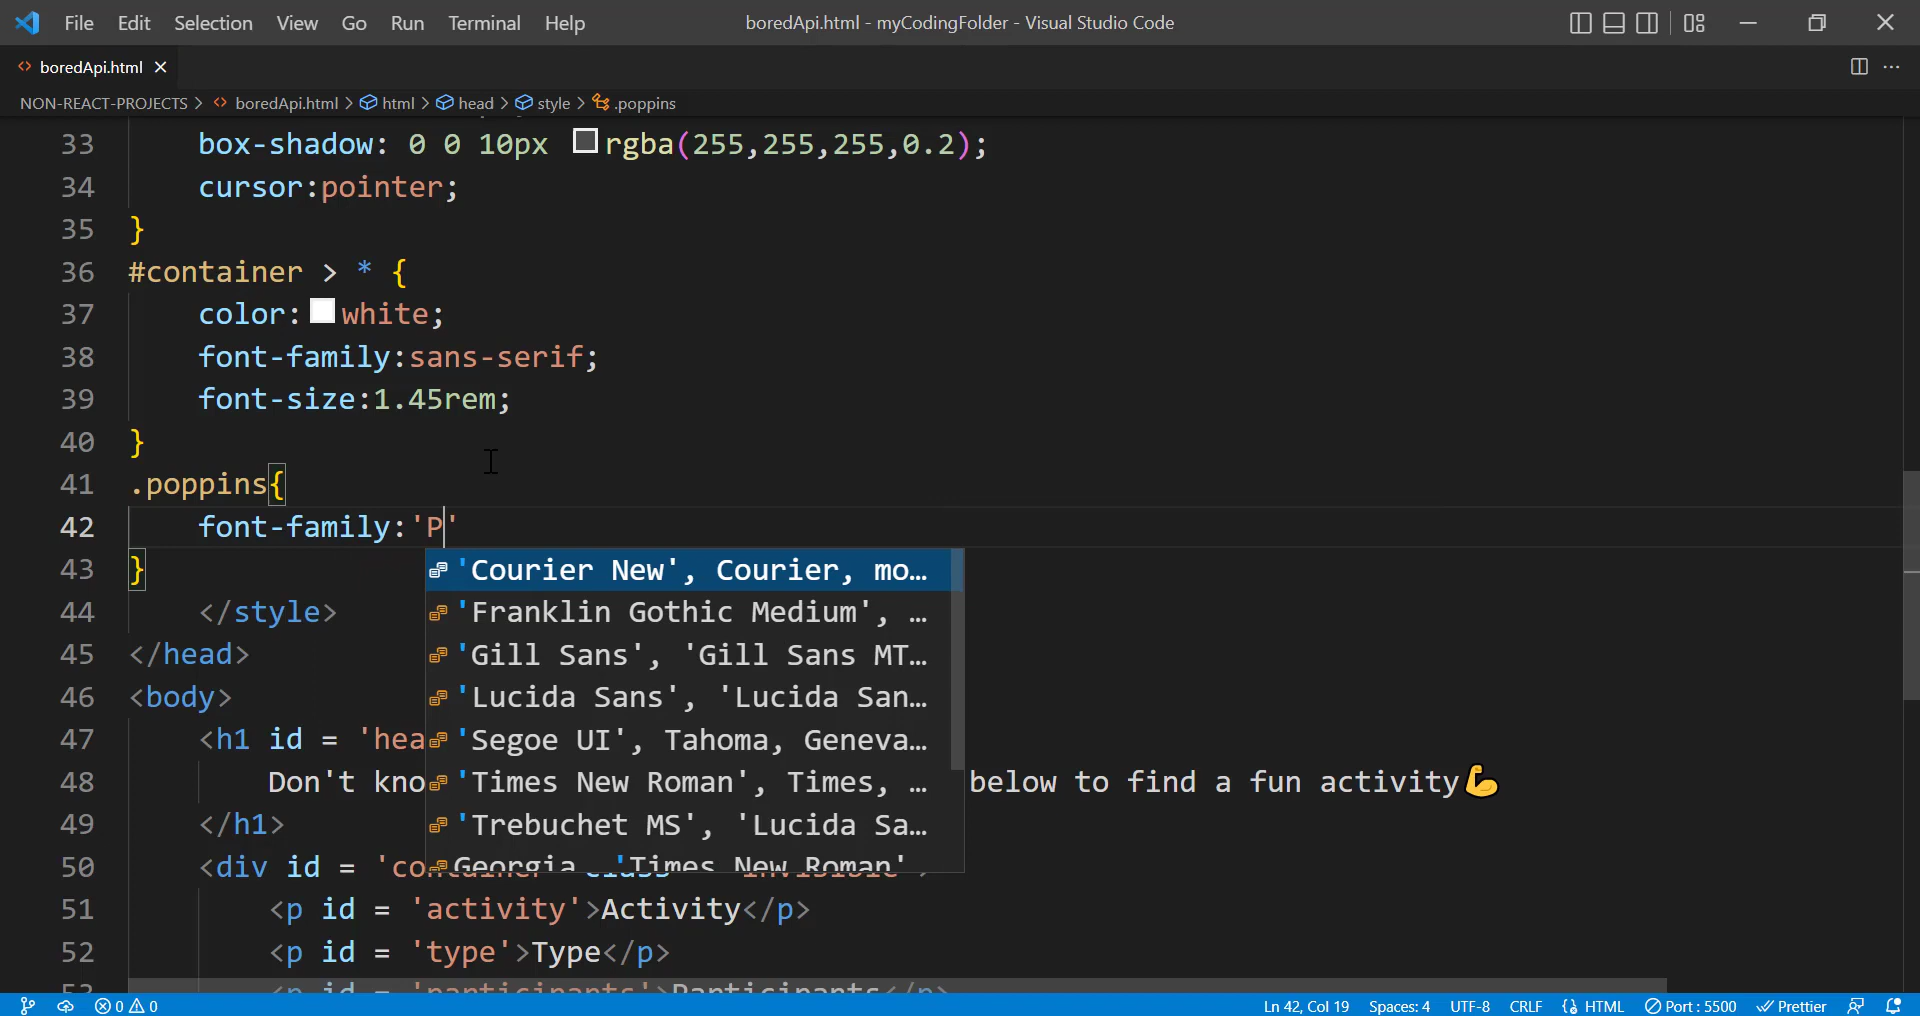 File Edit Selection View Go Run Terminal Help boredApi.html - myCodingFolder - Visual Studio Code
boredApi.html
NON-REACT-PROJECTS > boredApi.html > html > head > style > .poppins
33 box-shadow: 0 0 10px rgba(255,255,255,0.2);
34 cursor:pointer;
35 }
36 #container > * {
37 color:white;
38 font-family:sans-serif;
39 font-size:1.45rem;
40 }
41 .poppins{
42 font-family:'P'
43 }
'Courier New', Courier, mo…
44 </style>
'Franklin Gothic Medium', …
45 </head>
'Gill Sans', 'Gill Sans MT…
46 <body>
'Lucida Sans', 'Lucida San…
47 <h1 id = 'hea
'Segoe UI', Tahoma, Geneva…
48 Don't kno
'Times New Roman', Times, …
below to find a fun activity💪
49 </h1>
'Trebuchet MS', 'Lucida Sa…
50 <div id = 'co
Georgia, 'Times New Roman'
51 <p id = 'activity'>Activity</p>
52 <p id = 'type'>Type</p>
53 <p id = 'participants'>Participants</p>
0 0 Ln 42, Col 19 Spaces: 4 UTF-8 CRLF {} HTML Port : 5500 Prettier